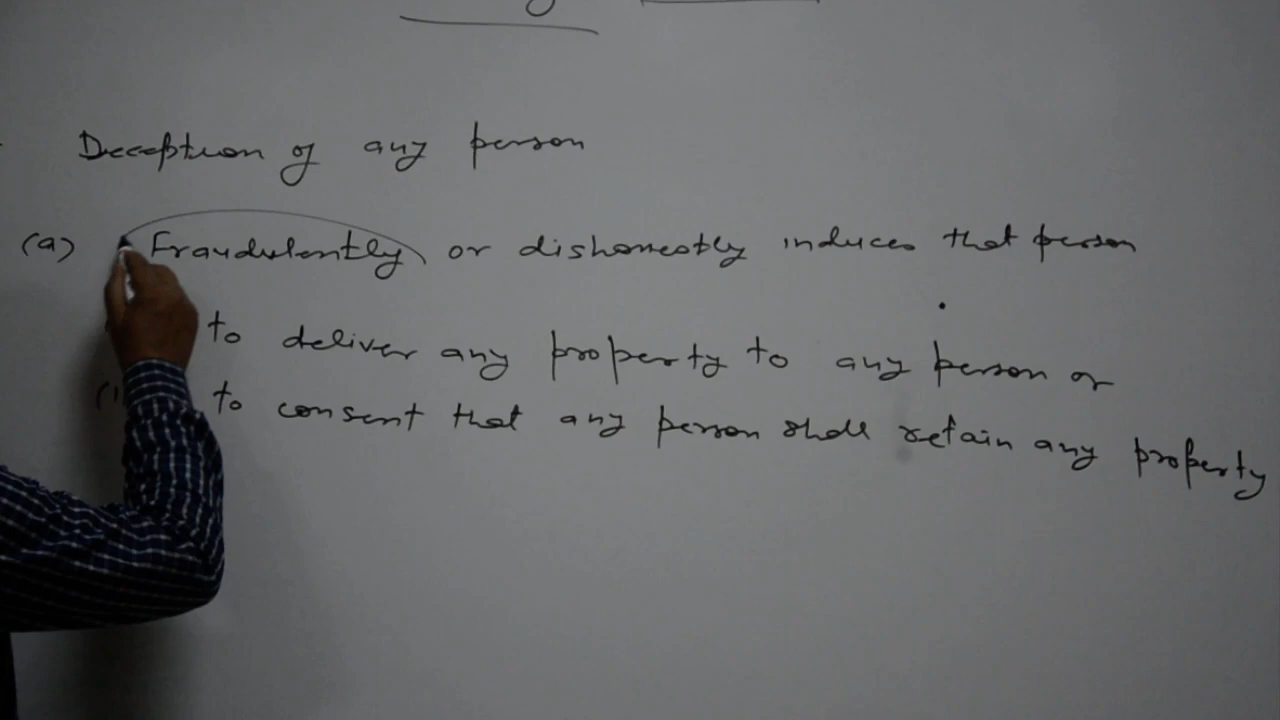 Deception of any person
(a) Fraudulently or dishonestly induces that person
to deliver any property to any person or
to consent that any person shall retain any property